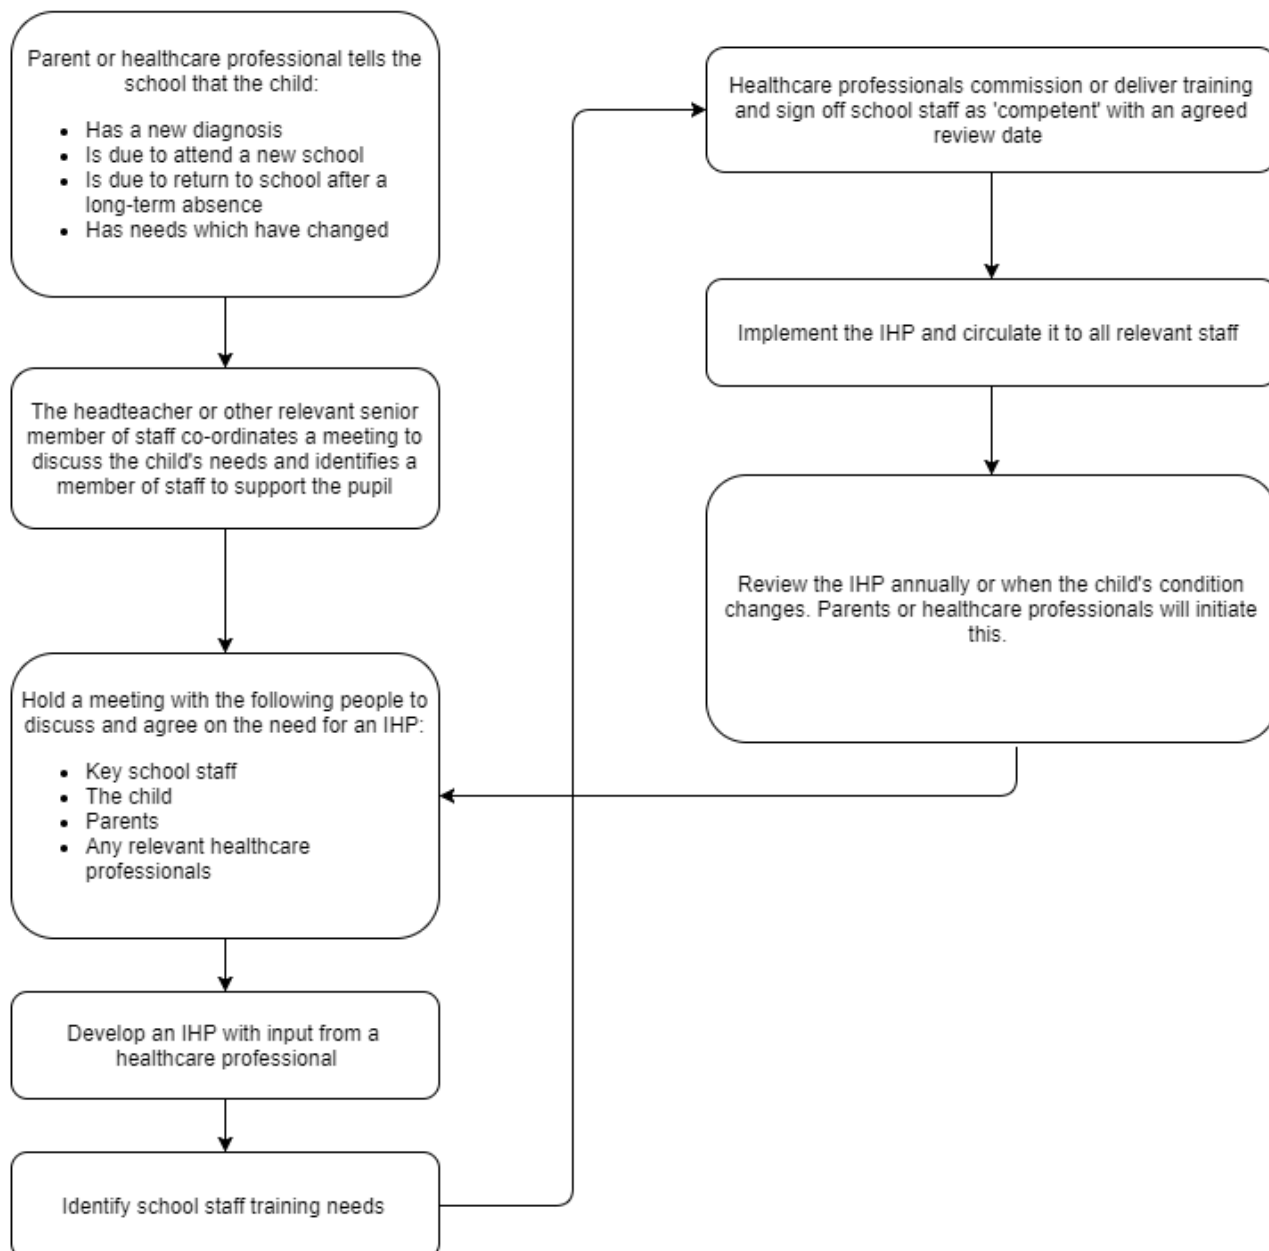 Parent or healthcare professional tells the
school that the child:
• Has a new diagnosis
• Is due to attend a new school
• Is due to return to school after a
long-term absence
• Has needs which have changed
The headteacher or other relevant senior
member of staff co-ordinates a meeting to
discuss the child's needs and identifies a
member of staff to support the pupil
Hold a meeting with the following people to
discuss and agree on the need for an IHP:
• Key school staff
• The child
• Parents
• Any relevant healthcare
professionals
Develop an IHP with input from a
healthcare professional
Identify school staff training needs
Healthcare professionals commission or deliver training
and sign off school staff as 'competent' with an agreed
review date
Implement the IHP and circulate it to all relevant staff
Review the IHP annually or when the child's condition
changes. Parents or healthcare professionals will initiate
this.